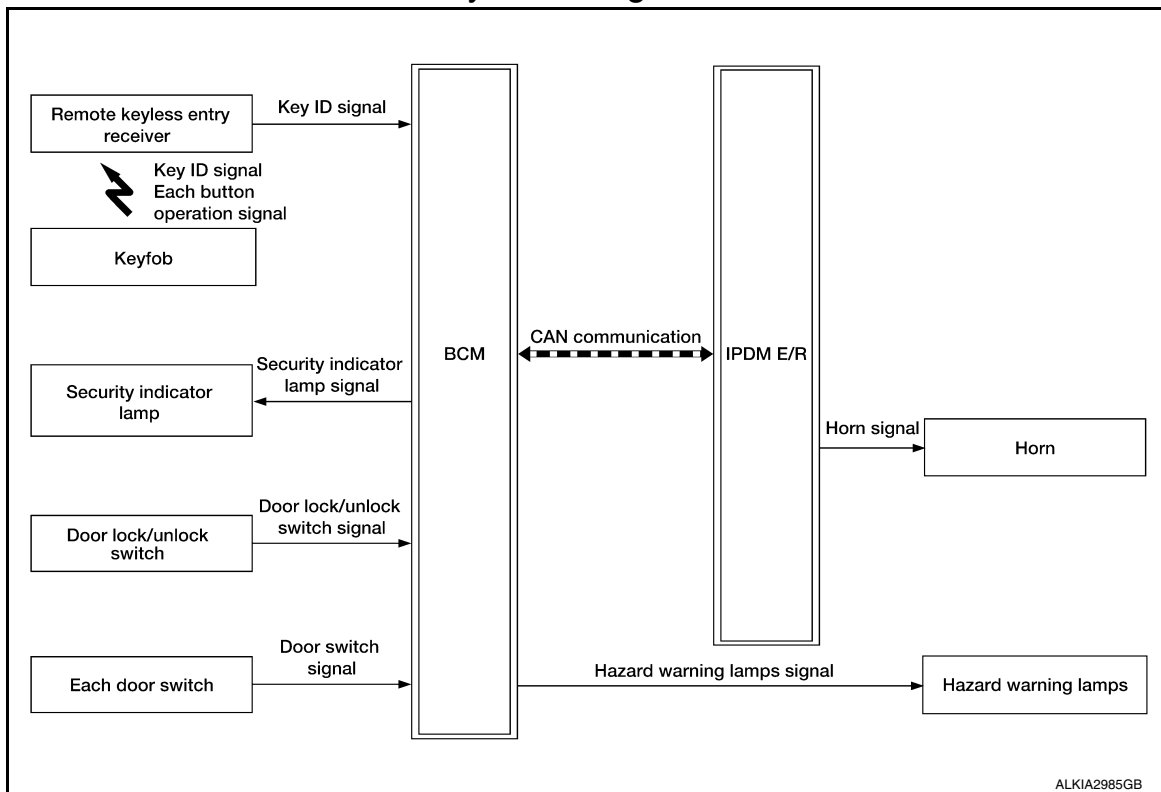 Remote keyless entry
receiver
Key ID signal
Key ID signal
Each button
operation signal
Keyfob
Security indicator
lamp
Security indicator
lamp signal
Door lock/unlock
switch
Door lock/unlock
switch signal
Each door switch
Door switch
signal
BCM
CAN communication
IPDM E/R
Horn signal
Horn
Hazard warning lamps signal
Hazard warning lamps
ALKIA2985GB